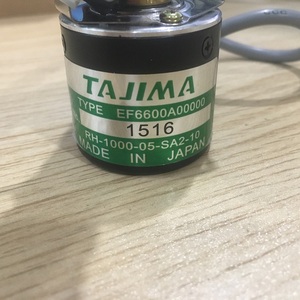 TAJIMA
TYPE EF6600A00000
1516
RH-1000-05-SA2-10
MADE IN JAPAN